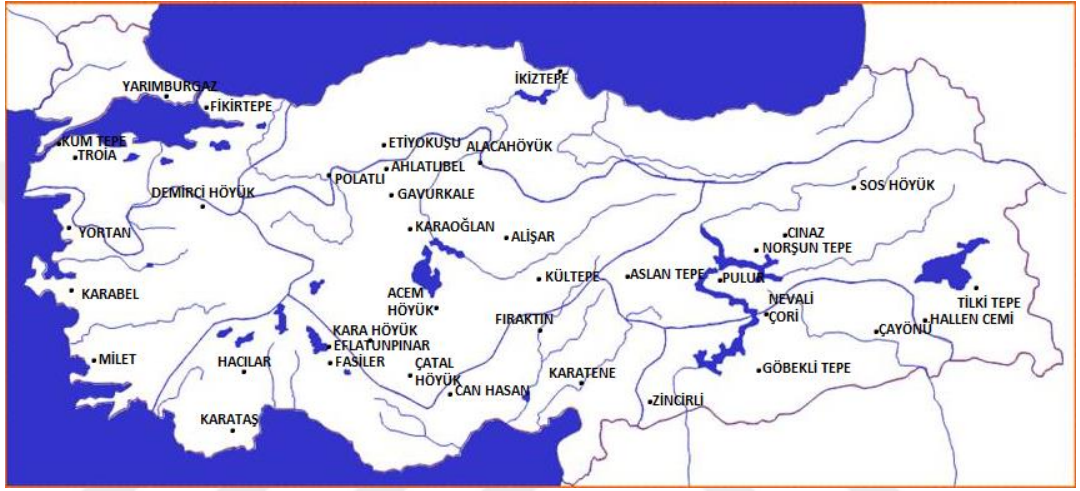 İKİZTEPE
YARIMBURGAZ
FİKİRTEPE
KUM TEPE
TROİA
ETİYOKUŞU
ALACAHÖYÜK
AHLATLIBEL
POLATLI
GAVURKALE
DEMİRCİ HÖYÜK
SOS HÖYÜK
YORTAN
KARAOĞLAN
ALİŞAR
CINAZ
NORŞUN TEPE
KARABEL
KÜLTEPE
ASLAN TEPE
PULUR
ACEM
HÖYÜK
NEVALİ
ÇORİ
TİLKİ TEPE
HALLEN CEMİ
FIRAKTIN
ÇAYÖNÜ
KARA HÖYÜK
EFLATUNPINAR
FASİLER
MİLET
HACILAR
ÇATAL
HÖYÜK
CAN HASAN
KARATENE
GÖBEKLİ TEPE
ZİNCİRLİ
KARATAŞ